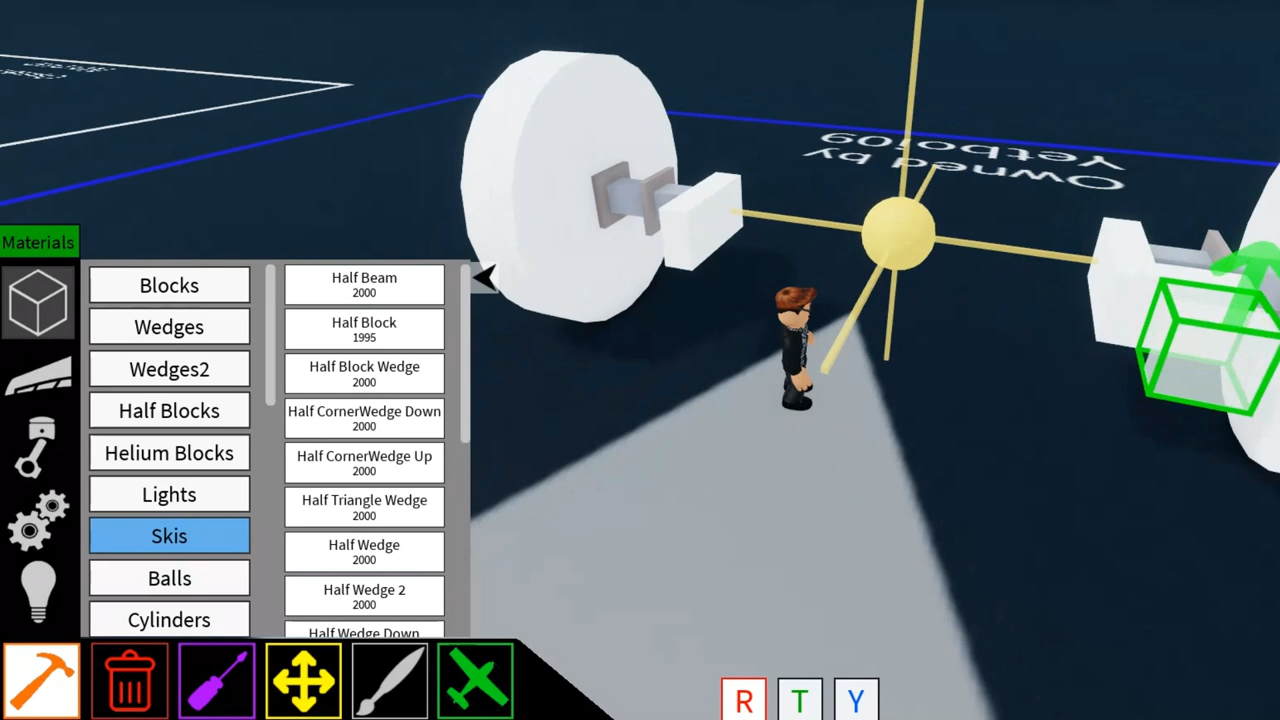 Owned by
Yetboi09
Materials
Blocks
Wedges
Wedges2
Half Blocks
Helium Blocks
Lights
Skis
Balls
Cylinders
Half Beam
2000
Half Block
1995
Half Block Wedge
2000
Half CornerWedge Down
2000
Half CornerWedge Up
2000
Half Triangle Wedge
2000
Half Wedge
2000
Half Wedge 2
2000
Half Wedge Down
R T Y